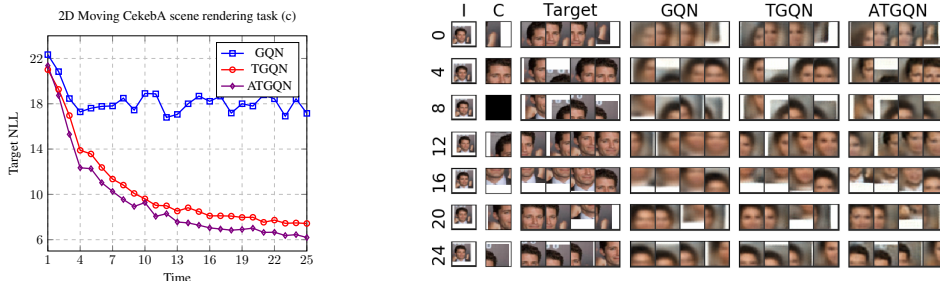 2D Moving CekebA scene rendering task (c)
Target NLL
22
18
14
10
6
GQN
TGQN
ATGQN
1 4 7 10 13 16 19 22 25
Time
I C Target GQN TGQN ATGQN
0
4
8
12
16
20
24